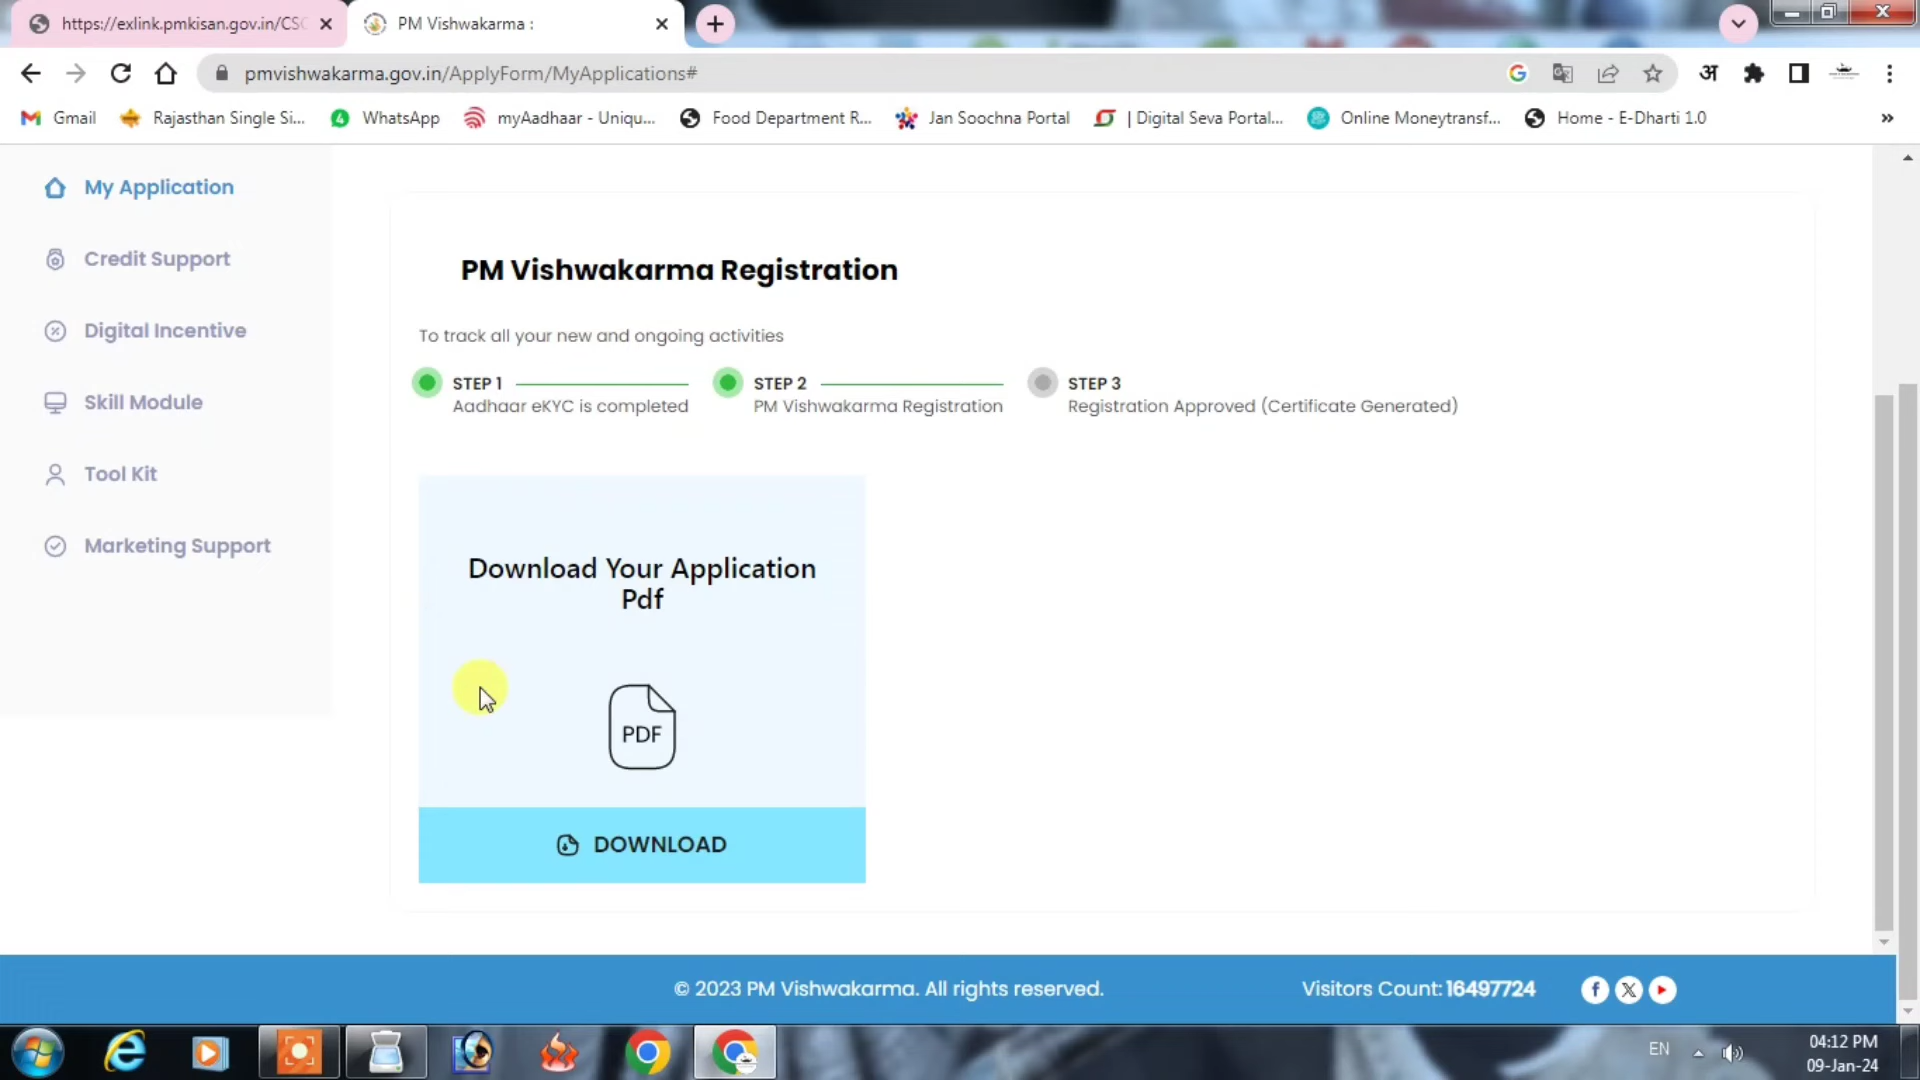 https://exlink.pmkisan.gov.in/CSC
PM Vishwakarma :
pmvishwakarma.gov.in/ApplyForm/MyApplications#
अ
Gmail
Rajasthan Single Si...
4
WhatsApp
myAadhaar - Uniqu...
Food Department R...
Jan Soochna Portal
| Digital Seva Portal...
Online Moneytransf...
Home - E-Dharti 1.0
»
My Application
Credit Support
Digital Incentive
Skill Module
Tool Kit
Marketing Support
PM Vishwakarma Registration
To track all your new and ongoing activities
STEP 1
Aadhaar eKYC is completed
STEP 2
PM Vishwakarma Registration
STEP 3
Registration Approved (Certificate Generated)
Download Your Application
Pdf
PDF
DOWNLOAD
© 2023 PM Vishwakarma. All rights reserved.
Visitors Count: 16497724
EN
04:12 PM
09-Jan-24